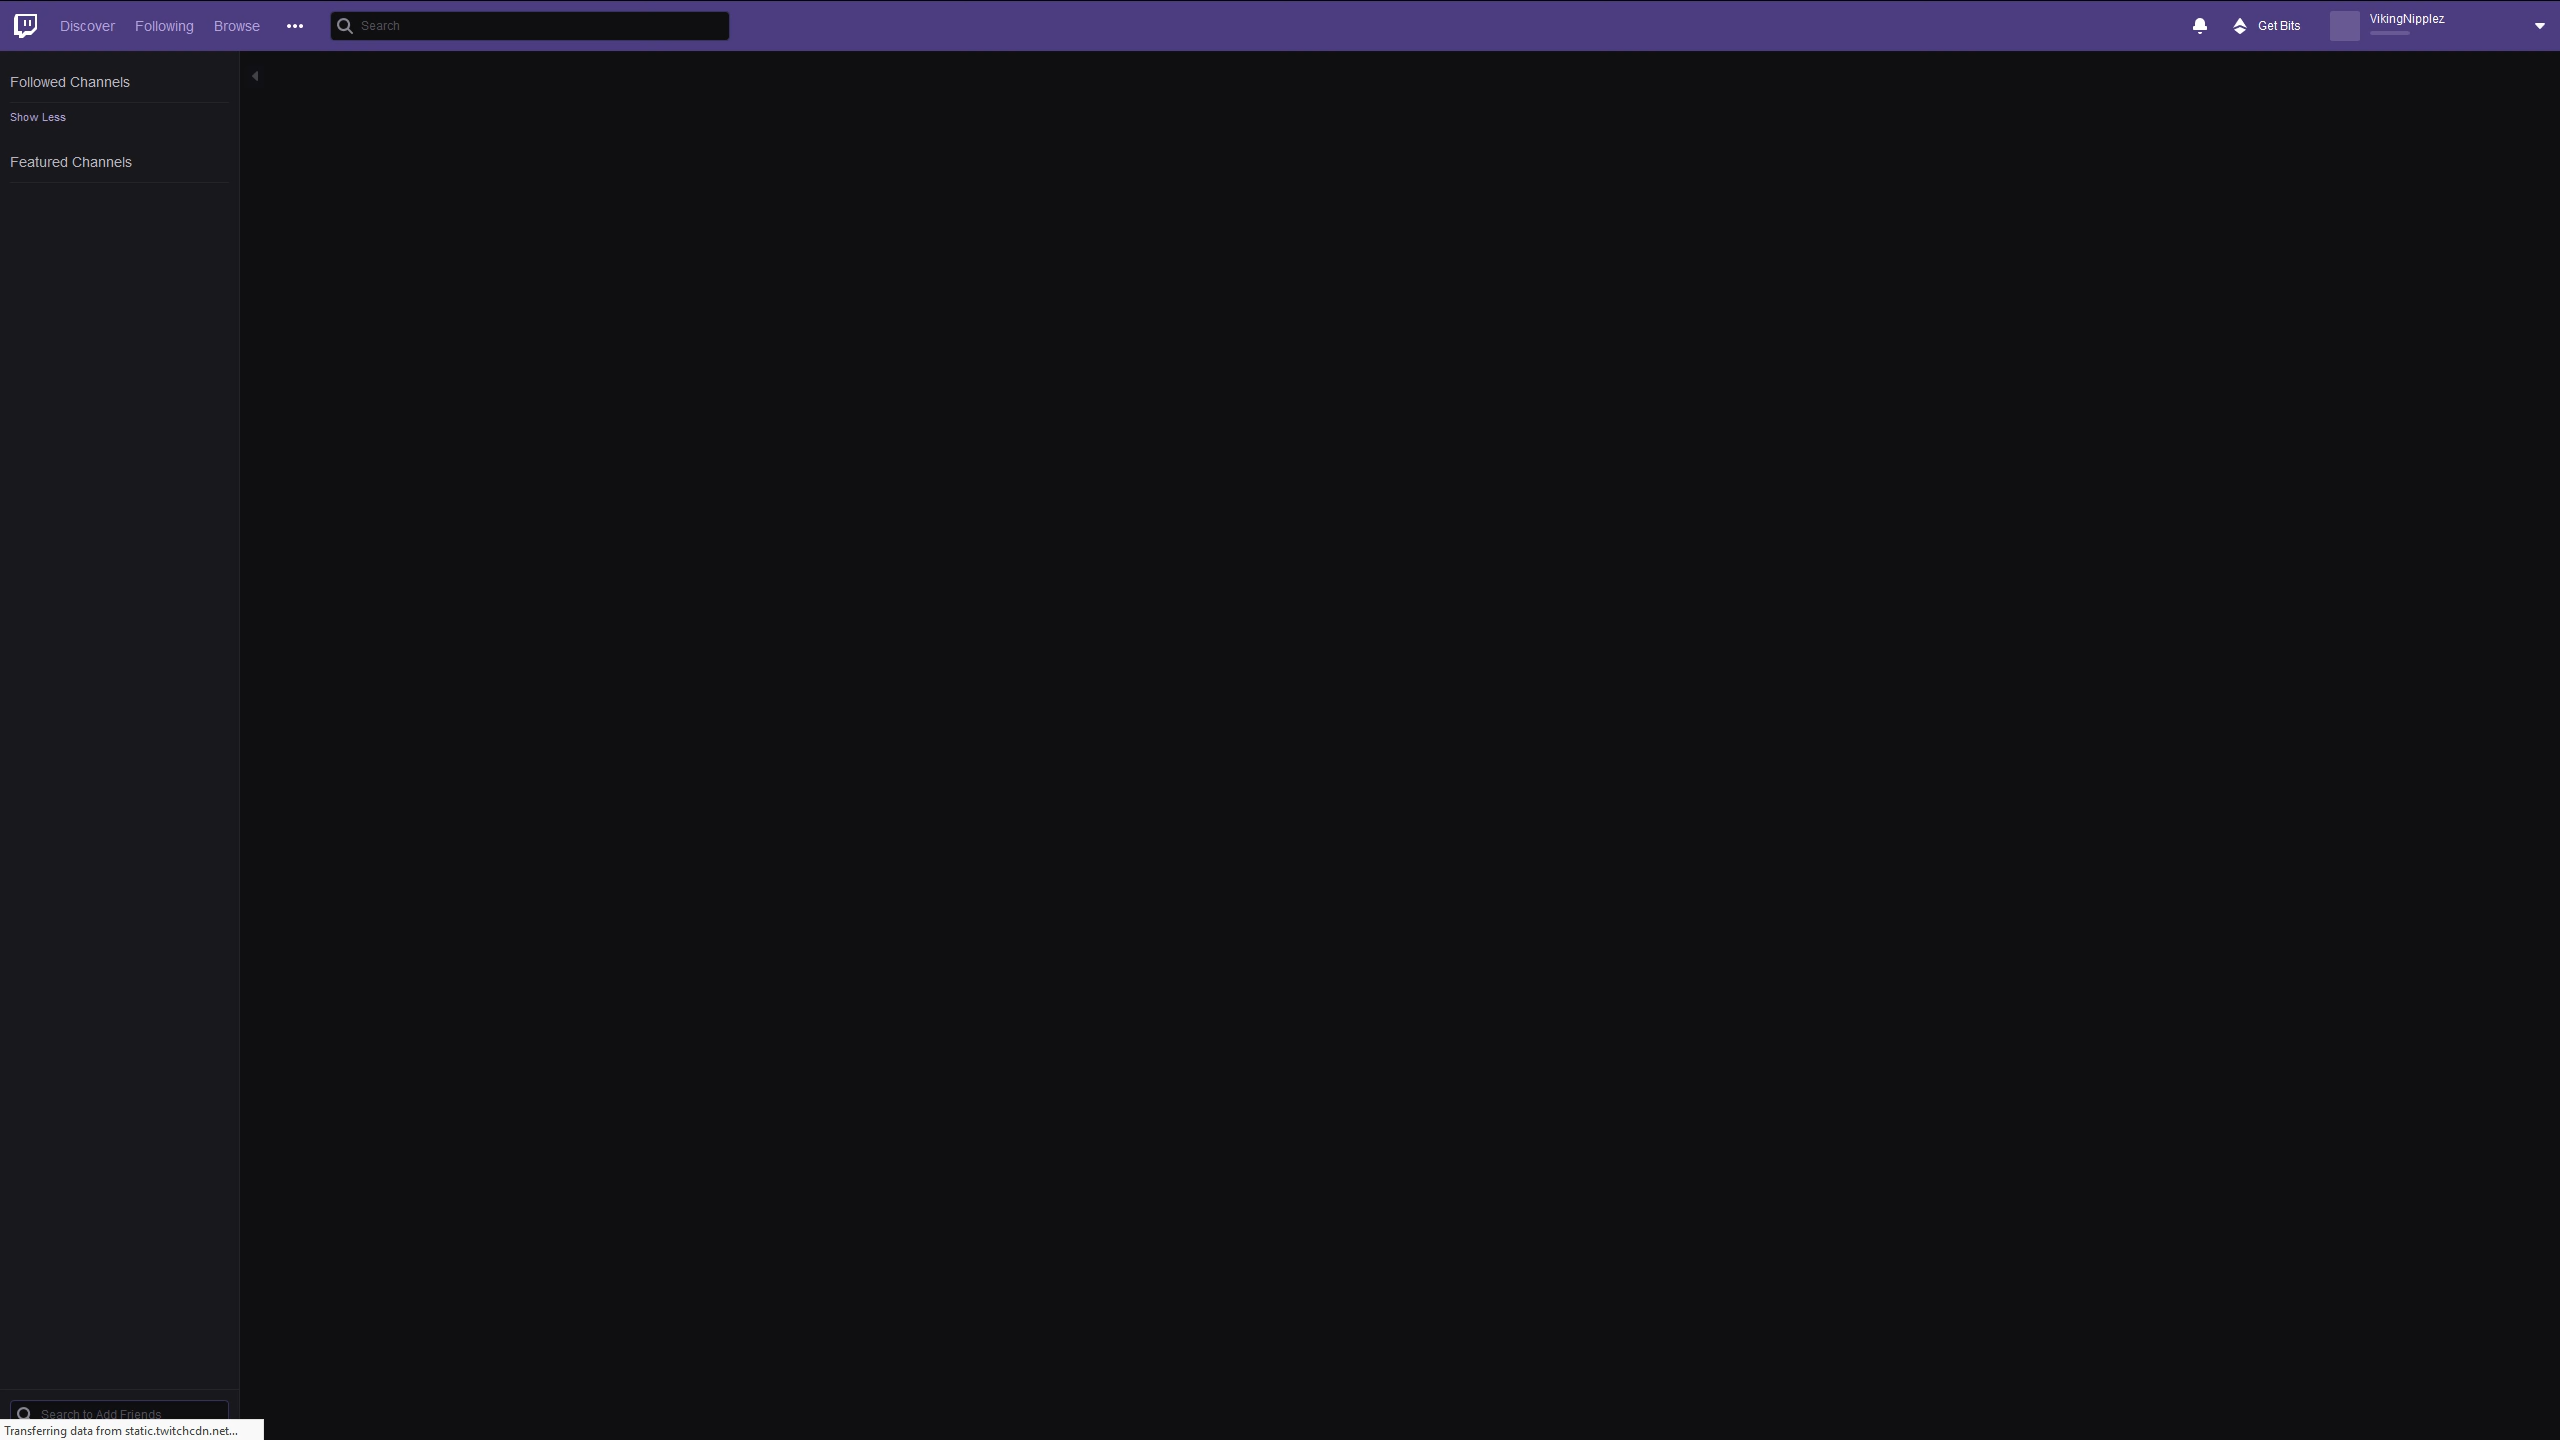 Discover Following Browse
Search
Get Bits
VikingNipplez
Followed Channels
Show Less
Featured Channels
Search to Add Friends
Transferring data from static.twitchcdn.net...